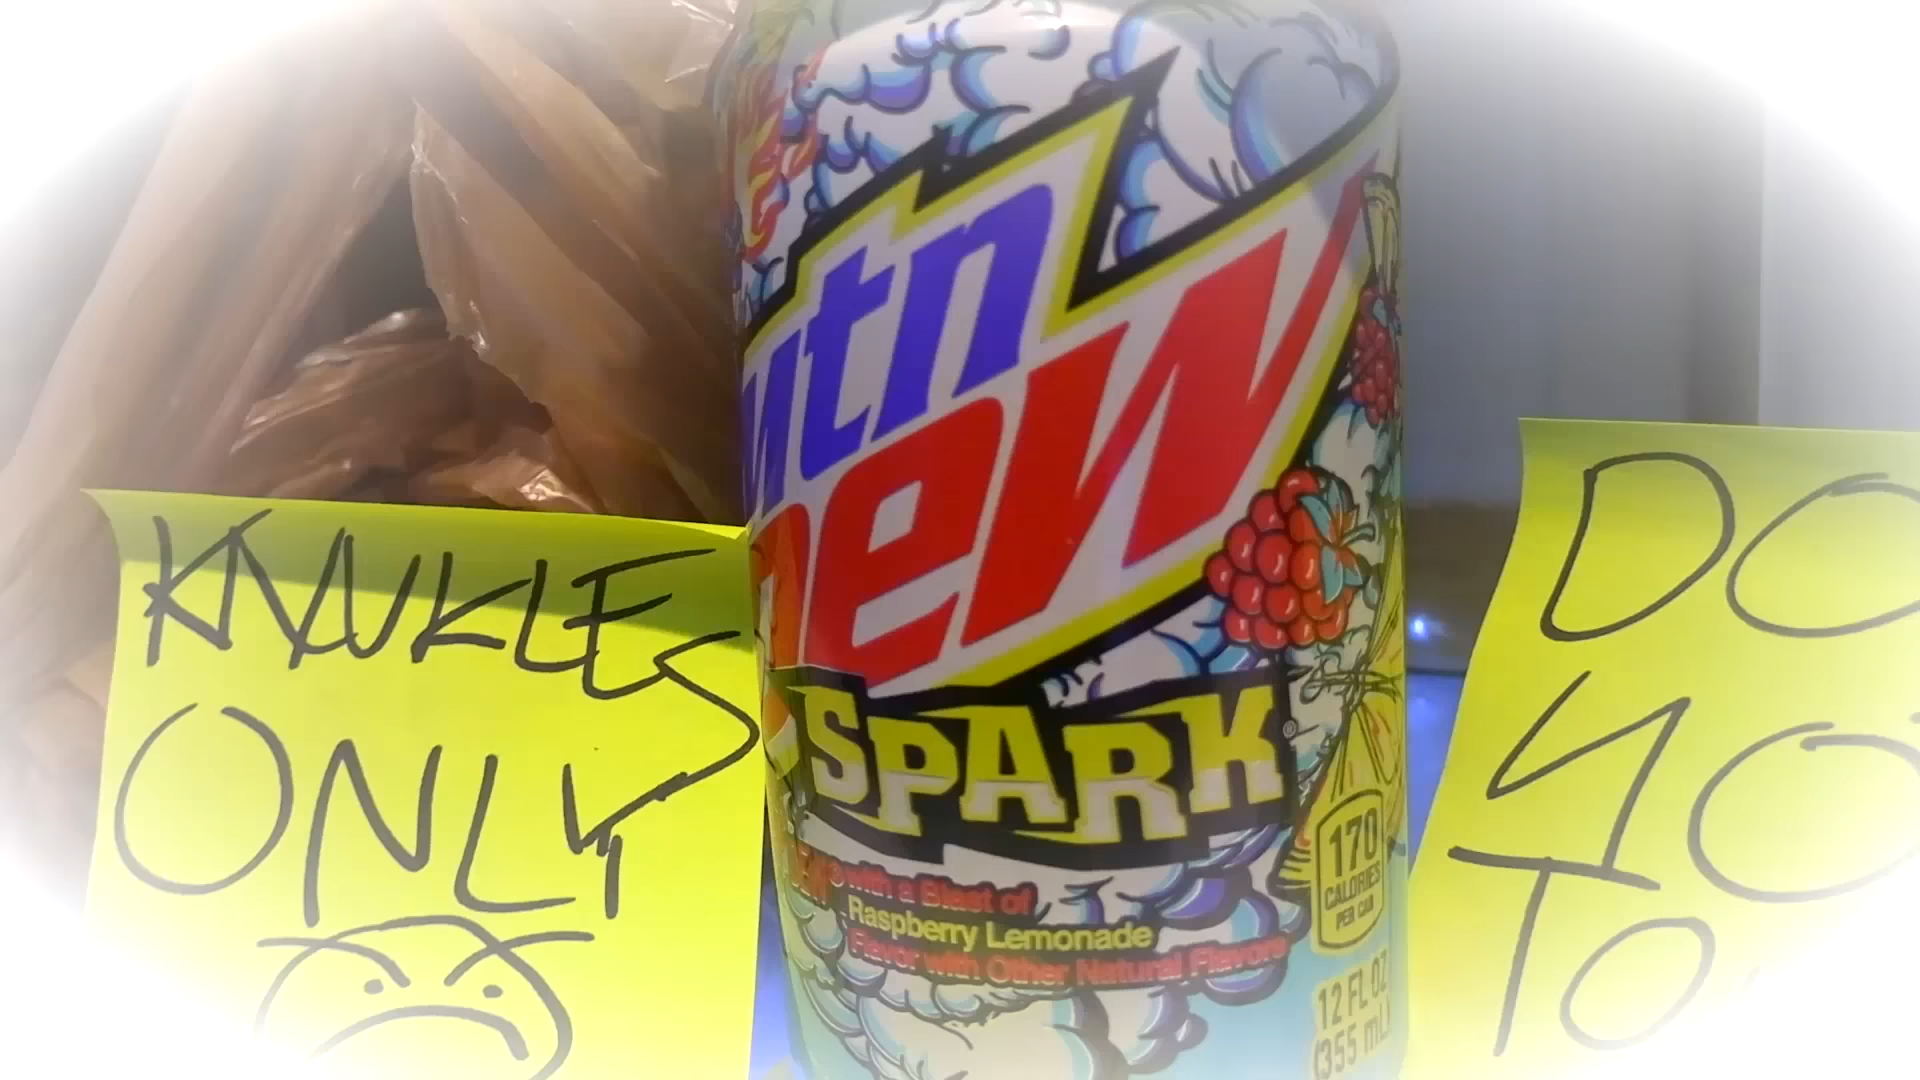 KNUKLES
ONLY
mtn
DEW
SPARK®
DEW® with a Blast of
Raspberry Lemonade
Flavor with Other Natural Flavors
170
CALORIES
PER CAN
12 FL OZ
(355 mL)
DO
YO
TO